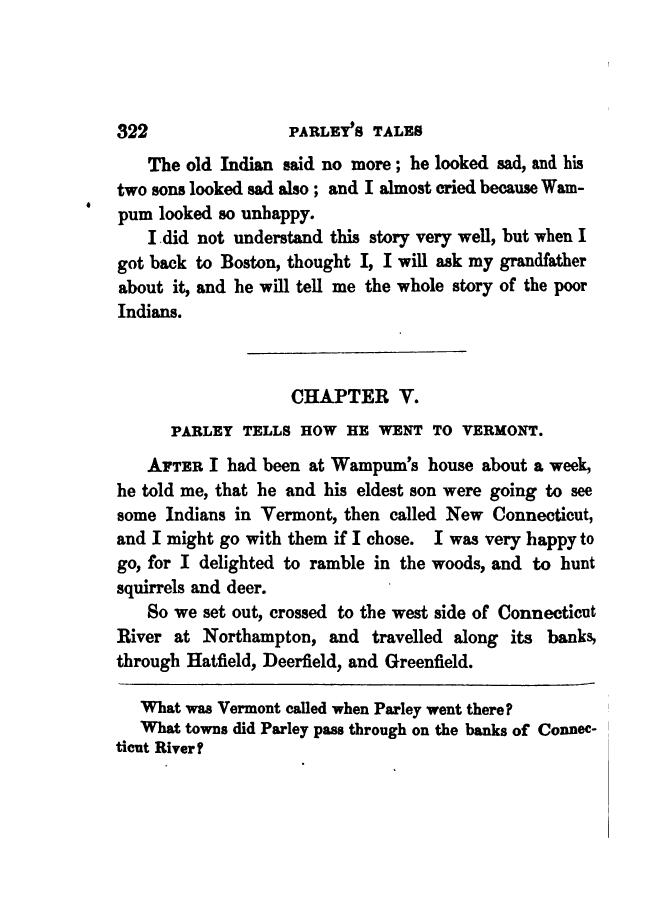 322 PARLEY'S TALES
The old Indian said no more; he looked sad, and his
two sons looked sad also; and I almost cried because Wam-
pum looked so unhappy.
I did not understand this story very well, but when I
got back to Boston, thought I, I will ask my grandfather
about it, and he will tell me the whole story of the poor
Indians.
CHAPTER V.
PARLEY TELLS HOW HE WENT TO VERMONT.
AFTER I had been at Wampum's house about a week,
he told me, that he and his eldest son were going to see
some Indians in Vermont, then called New Connecticut,
and I might go with them if I chose. I was very happy to
go, for I delighted to ramble in the woods, and to hunt
squirrels and deer.
So we set out, crossed to the west side of Connecticut
River at Northampton, and travelled along its banks,
through Hatfield, Deerfield, and Greenfield.
What was Vermont called when Parley went there?
What towns did Parley pass through on the banks of Connec-
ticut River?